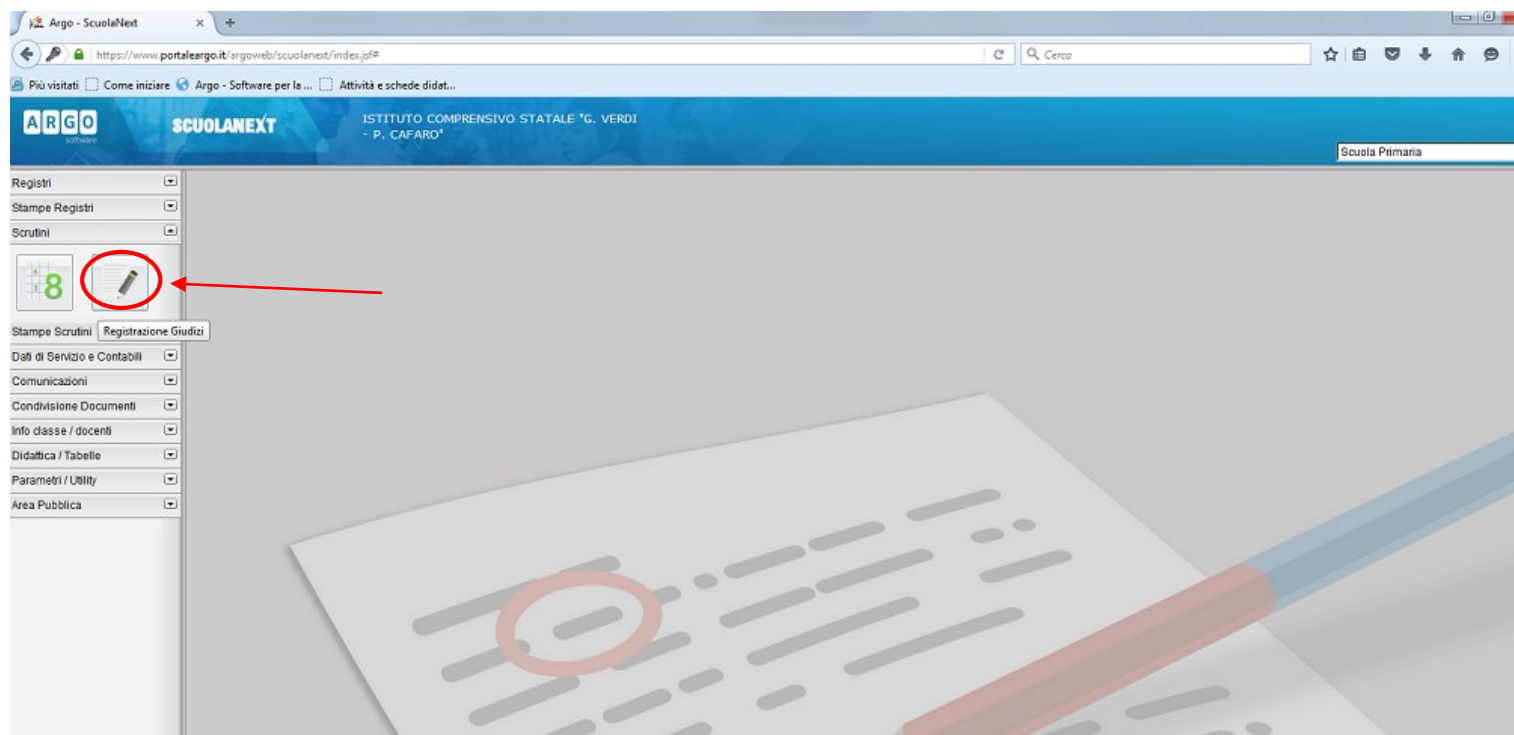 Argo - ScuolaNext
https://www.portaleargo.it/argoweb/scuolanext/index.jsf#
Cerca
Più visitati
Come iniziare
Argo - Software per la ...
Attività e schede didat...
ARGO
software
SCUOLANEXT
ISTITUTO COMPRENSIVO STATALE "G. VERDI
- P. CAFARO"
Scuola Primaria
Registri
Stampe Registri
Scrutini
8
Stampe Scrutini
Registrazione Giudizi
Dati di Servizio e Contabili
Comunicazioni
Condivisione Documenti
Info classe / docenti
Didattica / Tabelle
Parametri / Utility
Area Pubblica